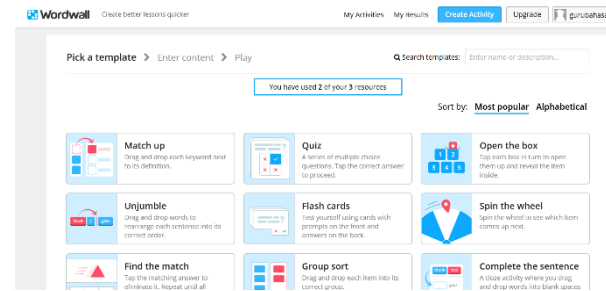 Wordwall Create better lessons quicker My Activities My Results Create Activity Upgrade gurubahasa
Pick a template > Enter content > Play Search templates: Enter name or description...
You have used 2 of your 3 resources
Sort by: Most popular Alphabetical
Match up
Drag and drop each keyword next
to its definition.
Quiz
A series of multiple choice
questions. Tap the correct answer
to proceed.
Open the box
Tap each box in turn to open
them up and reveal the item
inside.
Unjumble
Drag and drop words to
rearrange each sentence into its
correct order.
Flash cards
Test yourself using cards with
prompts on the front and
answers on the back.
Spin the wheel
Spin the wheel to see which item
comes up next.
Find the match
Tap the matching answer to
eliminate it. Repeat until all
Group sort
Drag and drop each item into its
correct group.
Complete the sentence
A cloze activity where you drag
and drop words into blank spaces